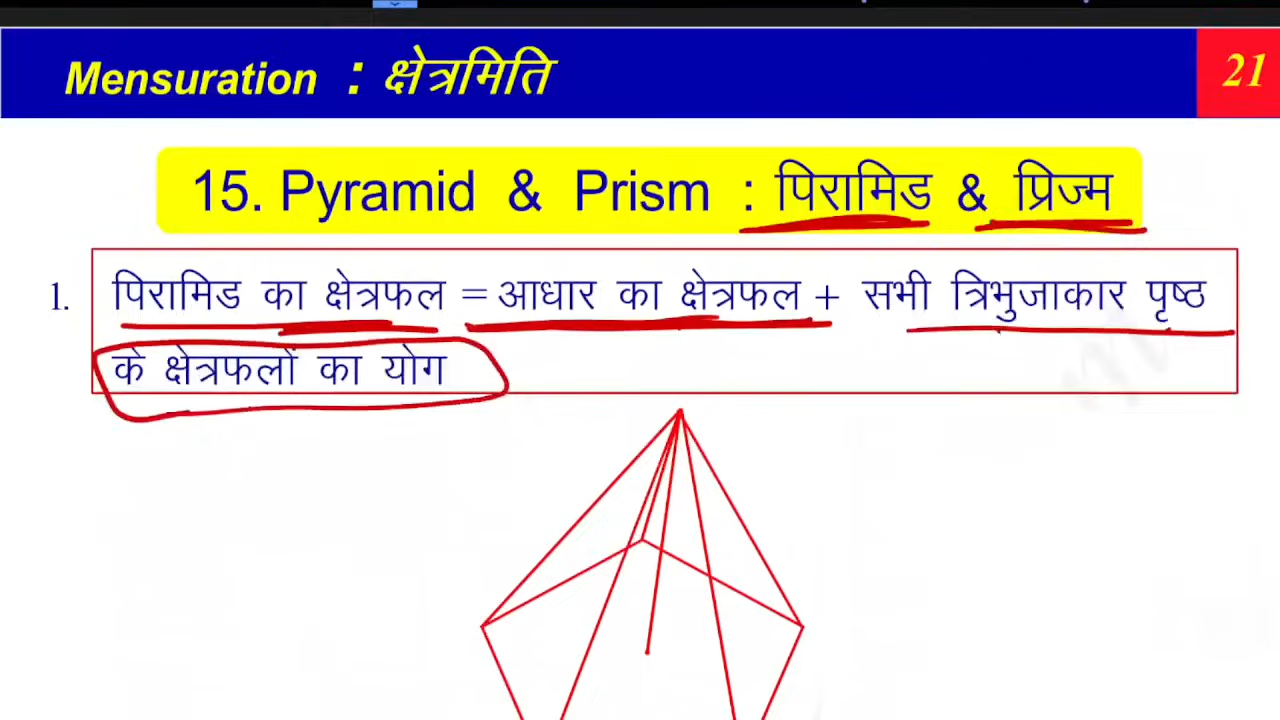 Mensuration : क्षेत्रमिति
21
15. Pyramid & Prism : पिरामिड & प्रिज्म
1. पिरामिड का क्षेत्रफल = आधार का क्षेत्रफल + सभी त्रिभुजाकार पृष्ठ
के क्षेत्रफलों का योग